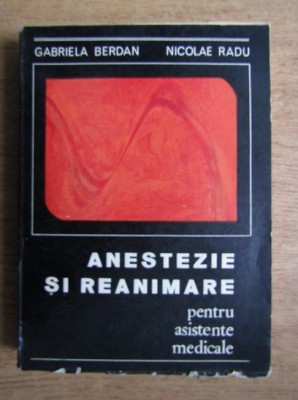 GABRIELA BERDAN NICOLAE RADU
ANESTEZIE
ȘI REANIMARE
pentru
asistente
medicale